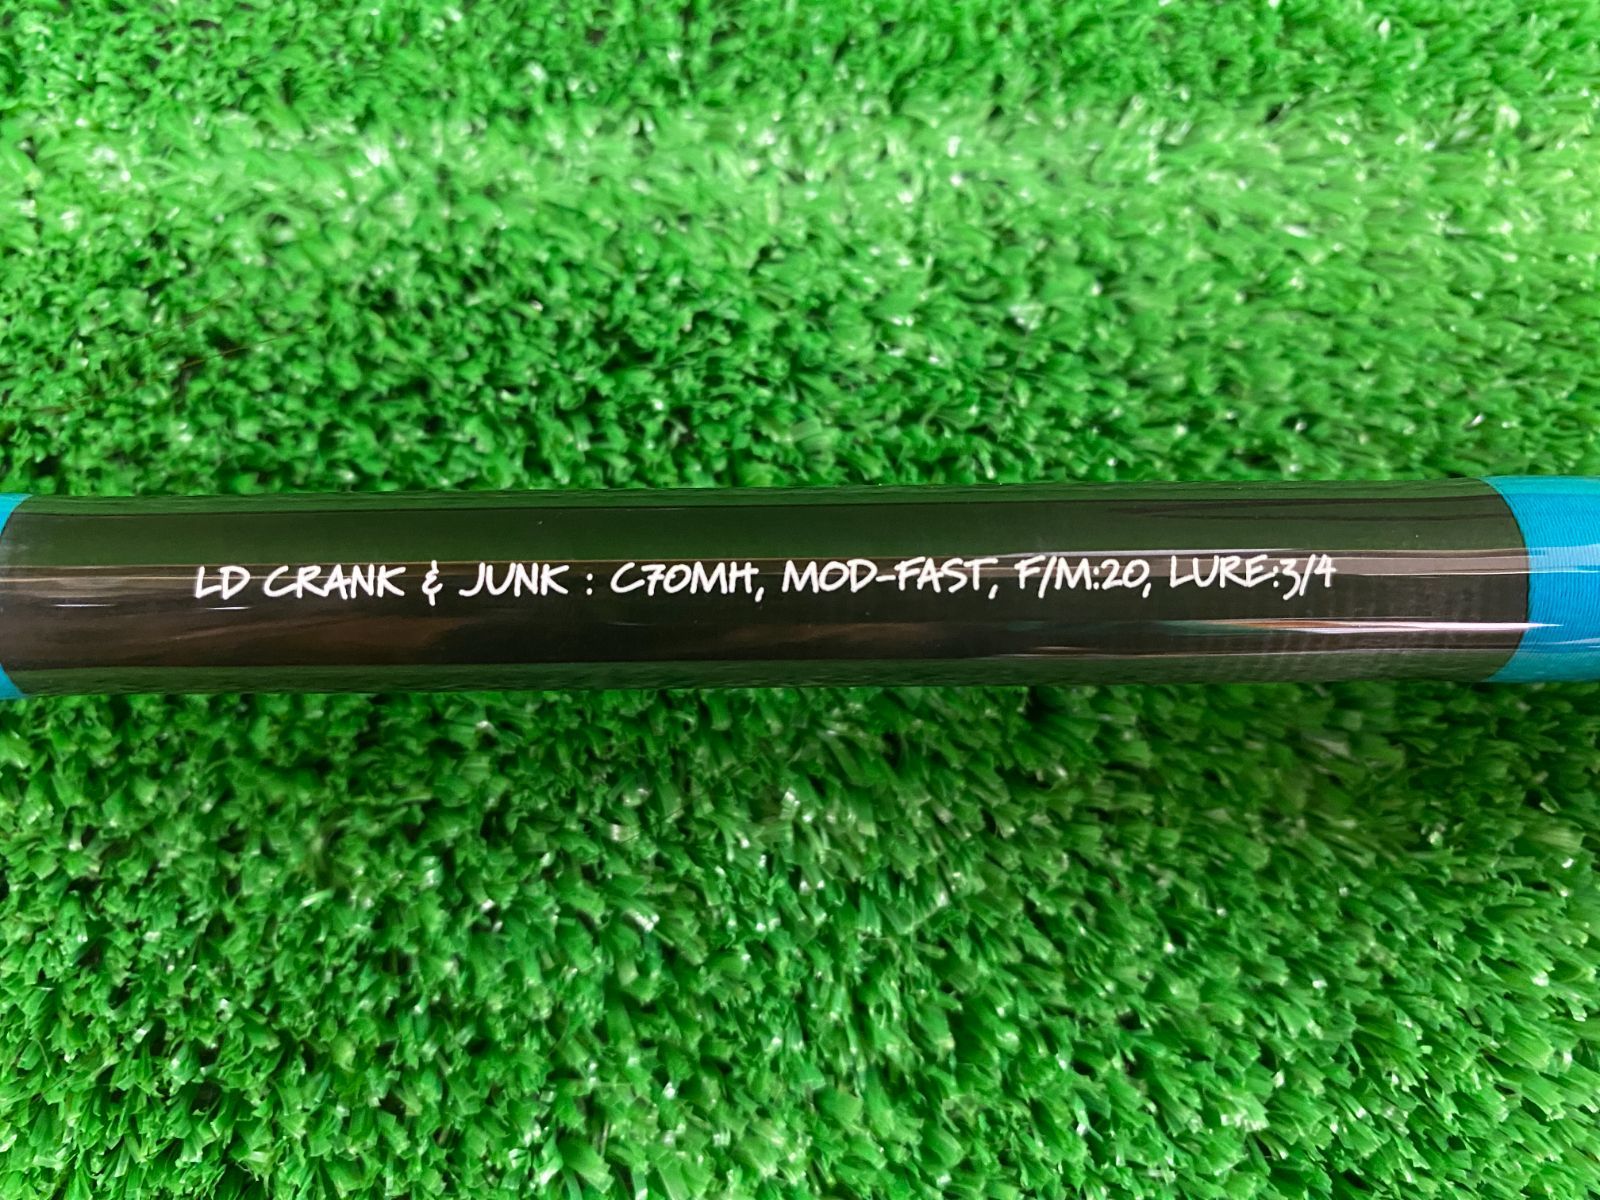 LD CRANK & JUNK : C70MH, MOD-FAST, F/M:20, LURE:3/4